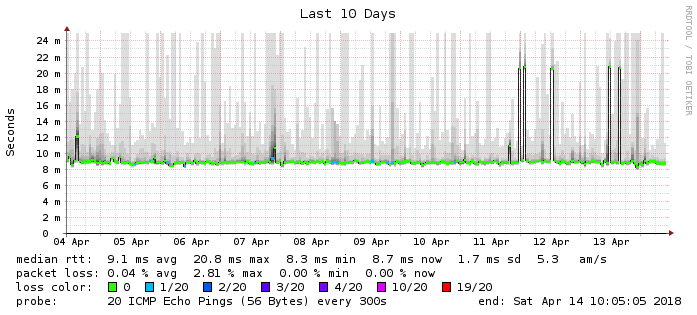 Last 10 Days
RRDTOOL / TOBI OETIKER
Seconds
24 m
22 m
20 m
18 m
16 m
14 m
12 m
10 m
8 m
6 m
4 m
2 m
0
04 Apr 05 Apr 06 Apr 07 Apr 08 Apr 09 Apr 10 Apr 11 Apr 12 Apr 13 Apr
median rtt: 9.1 ms avg 20.8 ms max 8.3 ms min 8.7 ms now 1.7 ms sd 5.3 am/s
packet loss: 0.04 % avg 2.81 % max 0.00 % min 0.00 % now
loss color: 0 1/20 2/20 3/20 4/20 10/20 19/20
probe: 20 ICMP Echo Pings (56 Bytes) every 300s end: Sat Apr 14 10:05:05 2018